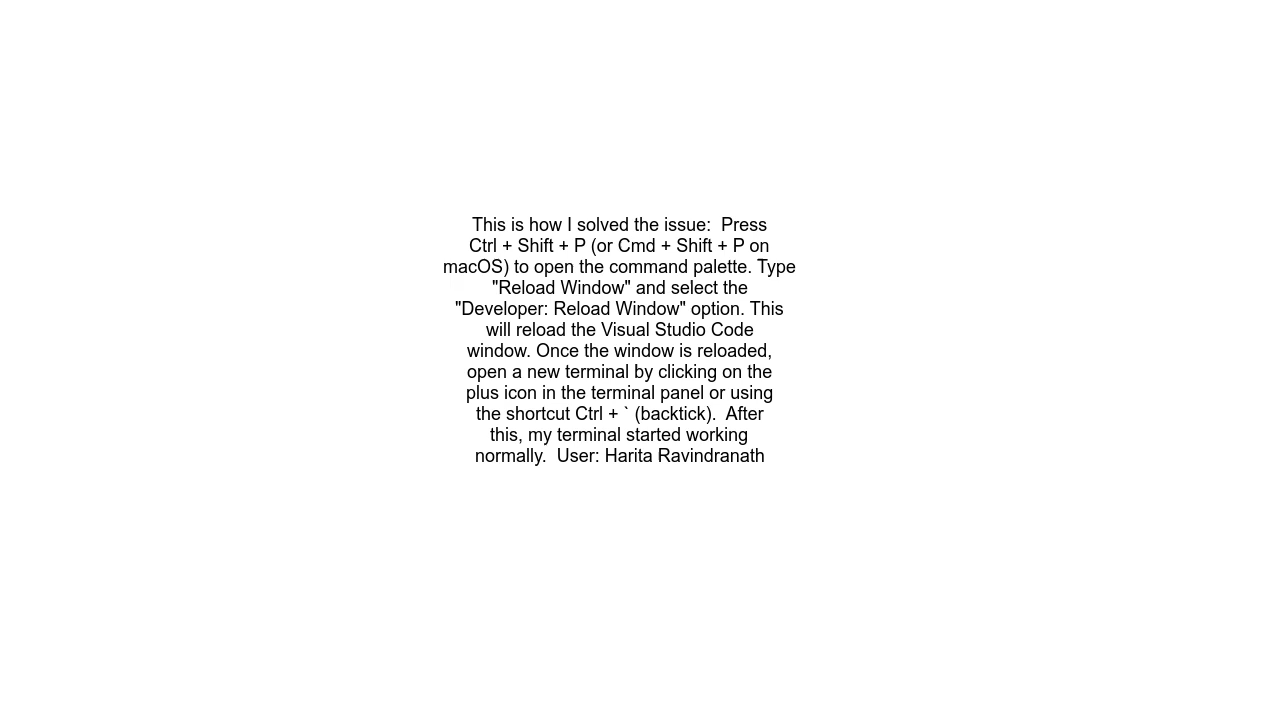 This is how I solved the issue:  Press
Ctrl + Shift + P (or Cmd + Shift + P on
macOS) to open the command palette. Type
"Reload Window" and select the
"Developer: Reload Window" option. This
will reload the Visual Studio Code
window. Once the window is reloaded,
open a new terminal by clicking on the
plus icon in the terminal panel or using
the shortcut Ctrl + ` (backtick).  After
this, my terminal started working
normally.  User: Harita Ravindranath